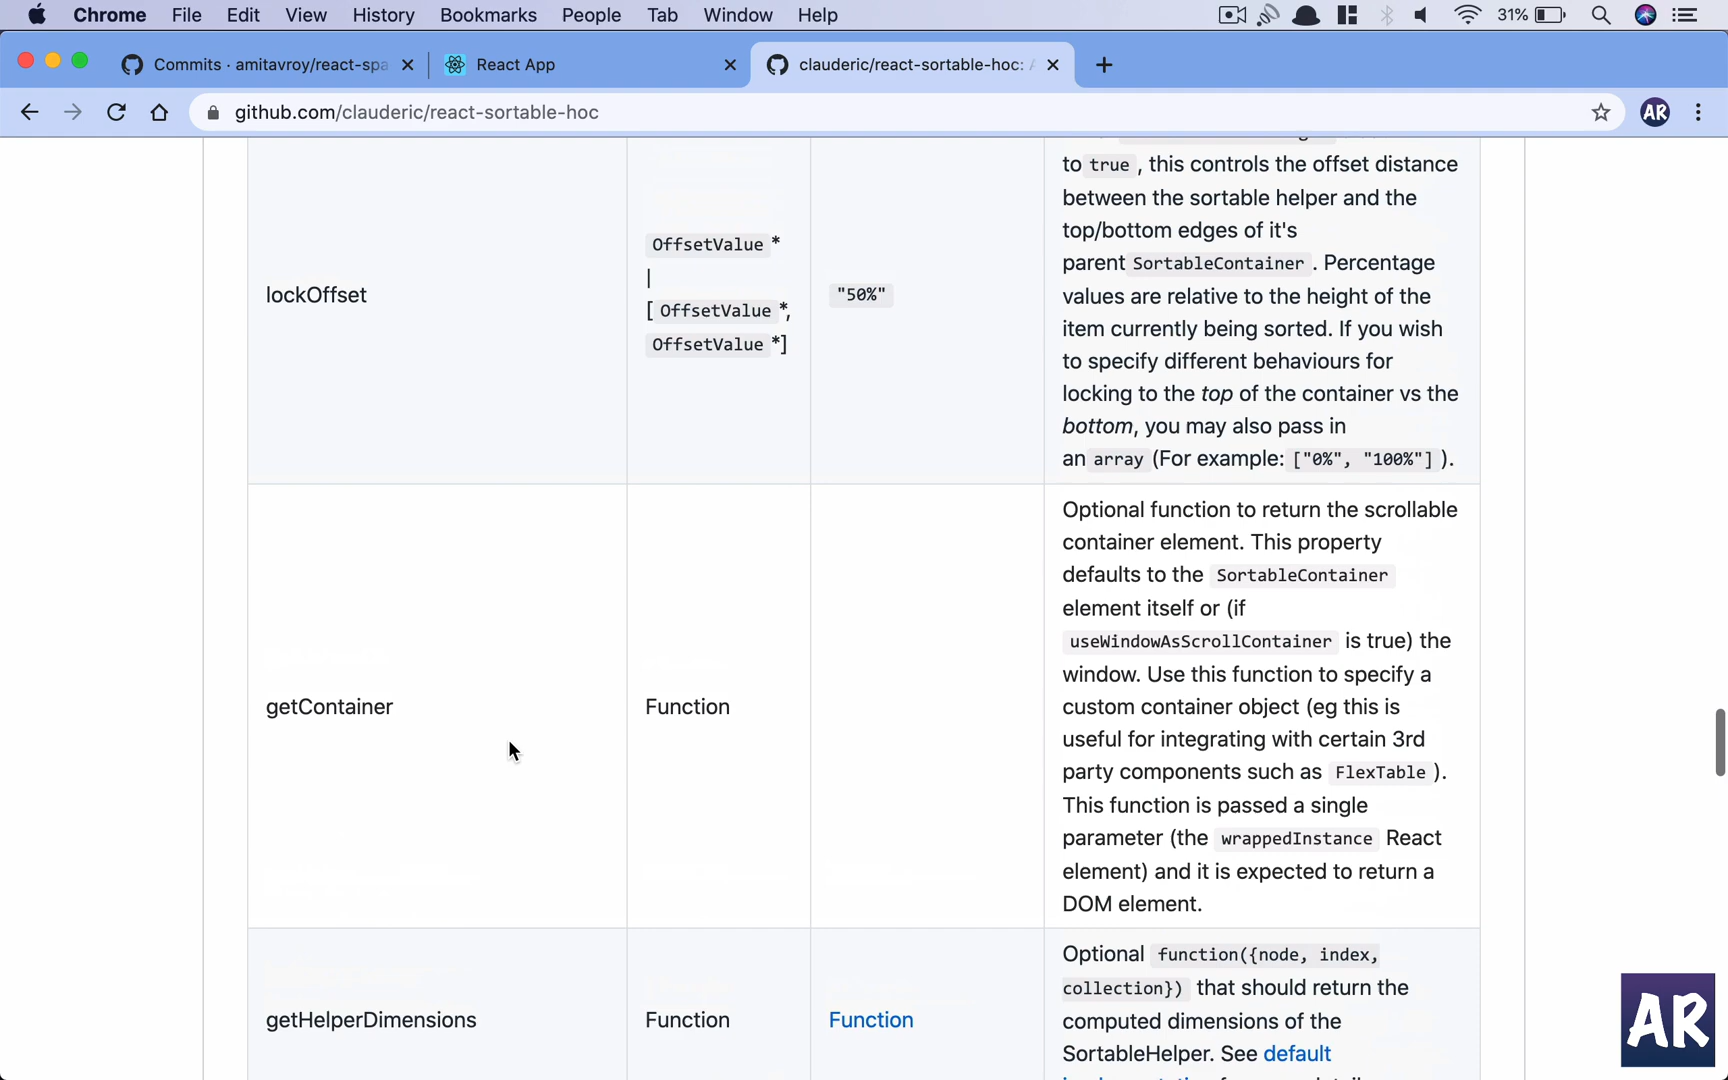 Chrome File Edit View History Bookmarks People Tab Window Help 31%
Commits · amitavroy/react-spa
React App
clauderic/react-sortable-hoc: A
github.com/clauderic/react-sortable-hoc
AR
to true , this controls the offset distance
between the sortable helper and the
top/bottom edges of it's
parent SortableContainer . Percentage
values are relative to the height of the
item currently being sorted. If you wish
to specify different behaviours for
locking to the top of the container vs the
bottom, you may also pass in
an array (For example: ["0%", "100%"] ).
lockOffset
OffsetValue *
|
[ OffsetValue *,
OffsetValue *]
"50%"
getContainer
Function
Optional function to return the scrollable
container element. This property
defaults to the SortableContainer
element itself or (if
useWindowAsScrollContainer is true) the
window. Use this function to specify a
custom container object (eg this is
useful for integrating with certain 3rd
party components such as FlexTable ).
This function is passed a single
parameter (the wrappedInstance React
element) and it is expected to return a
DOM element.
getHelperDimensions
Function
Function
Optional function({node, index,
collection}) that should return the
computed dimensions of the
SortableHelper. See default
AR